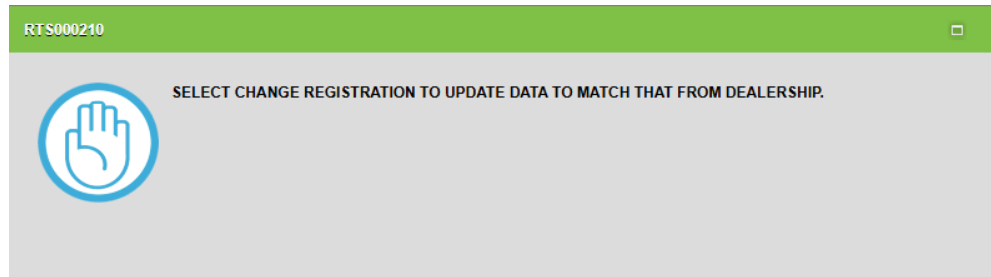 RTS000210
SELECT CHANGE REGISTRATION TO UPDATE DATA TO MATCH THAT FROM DEALERSHIP.